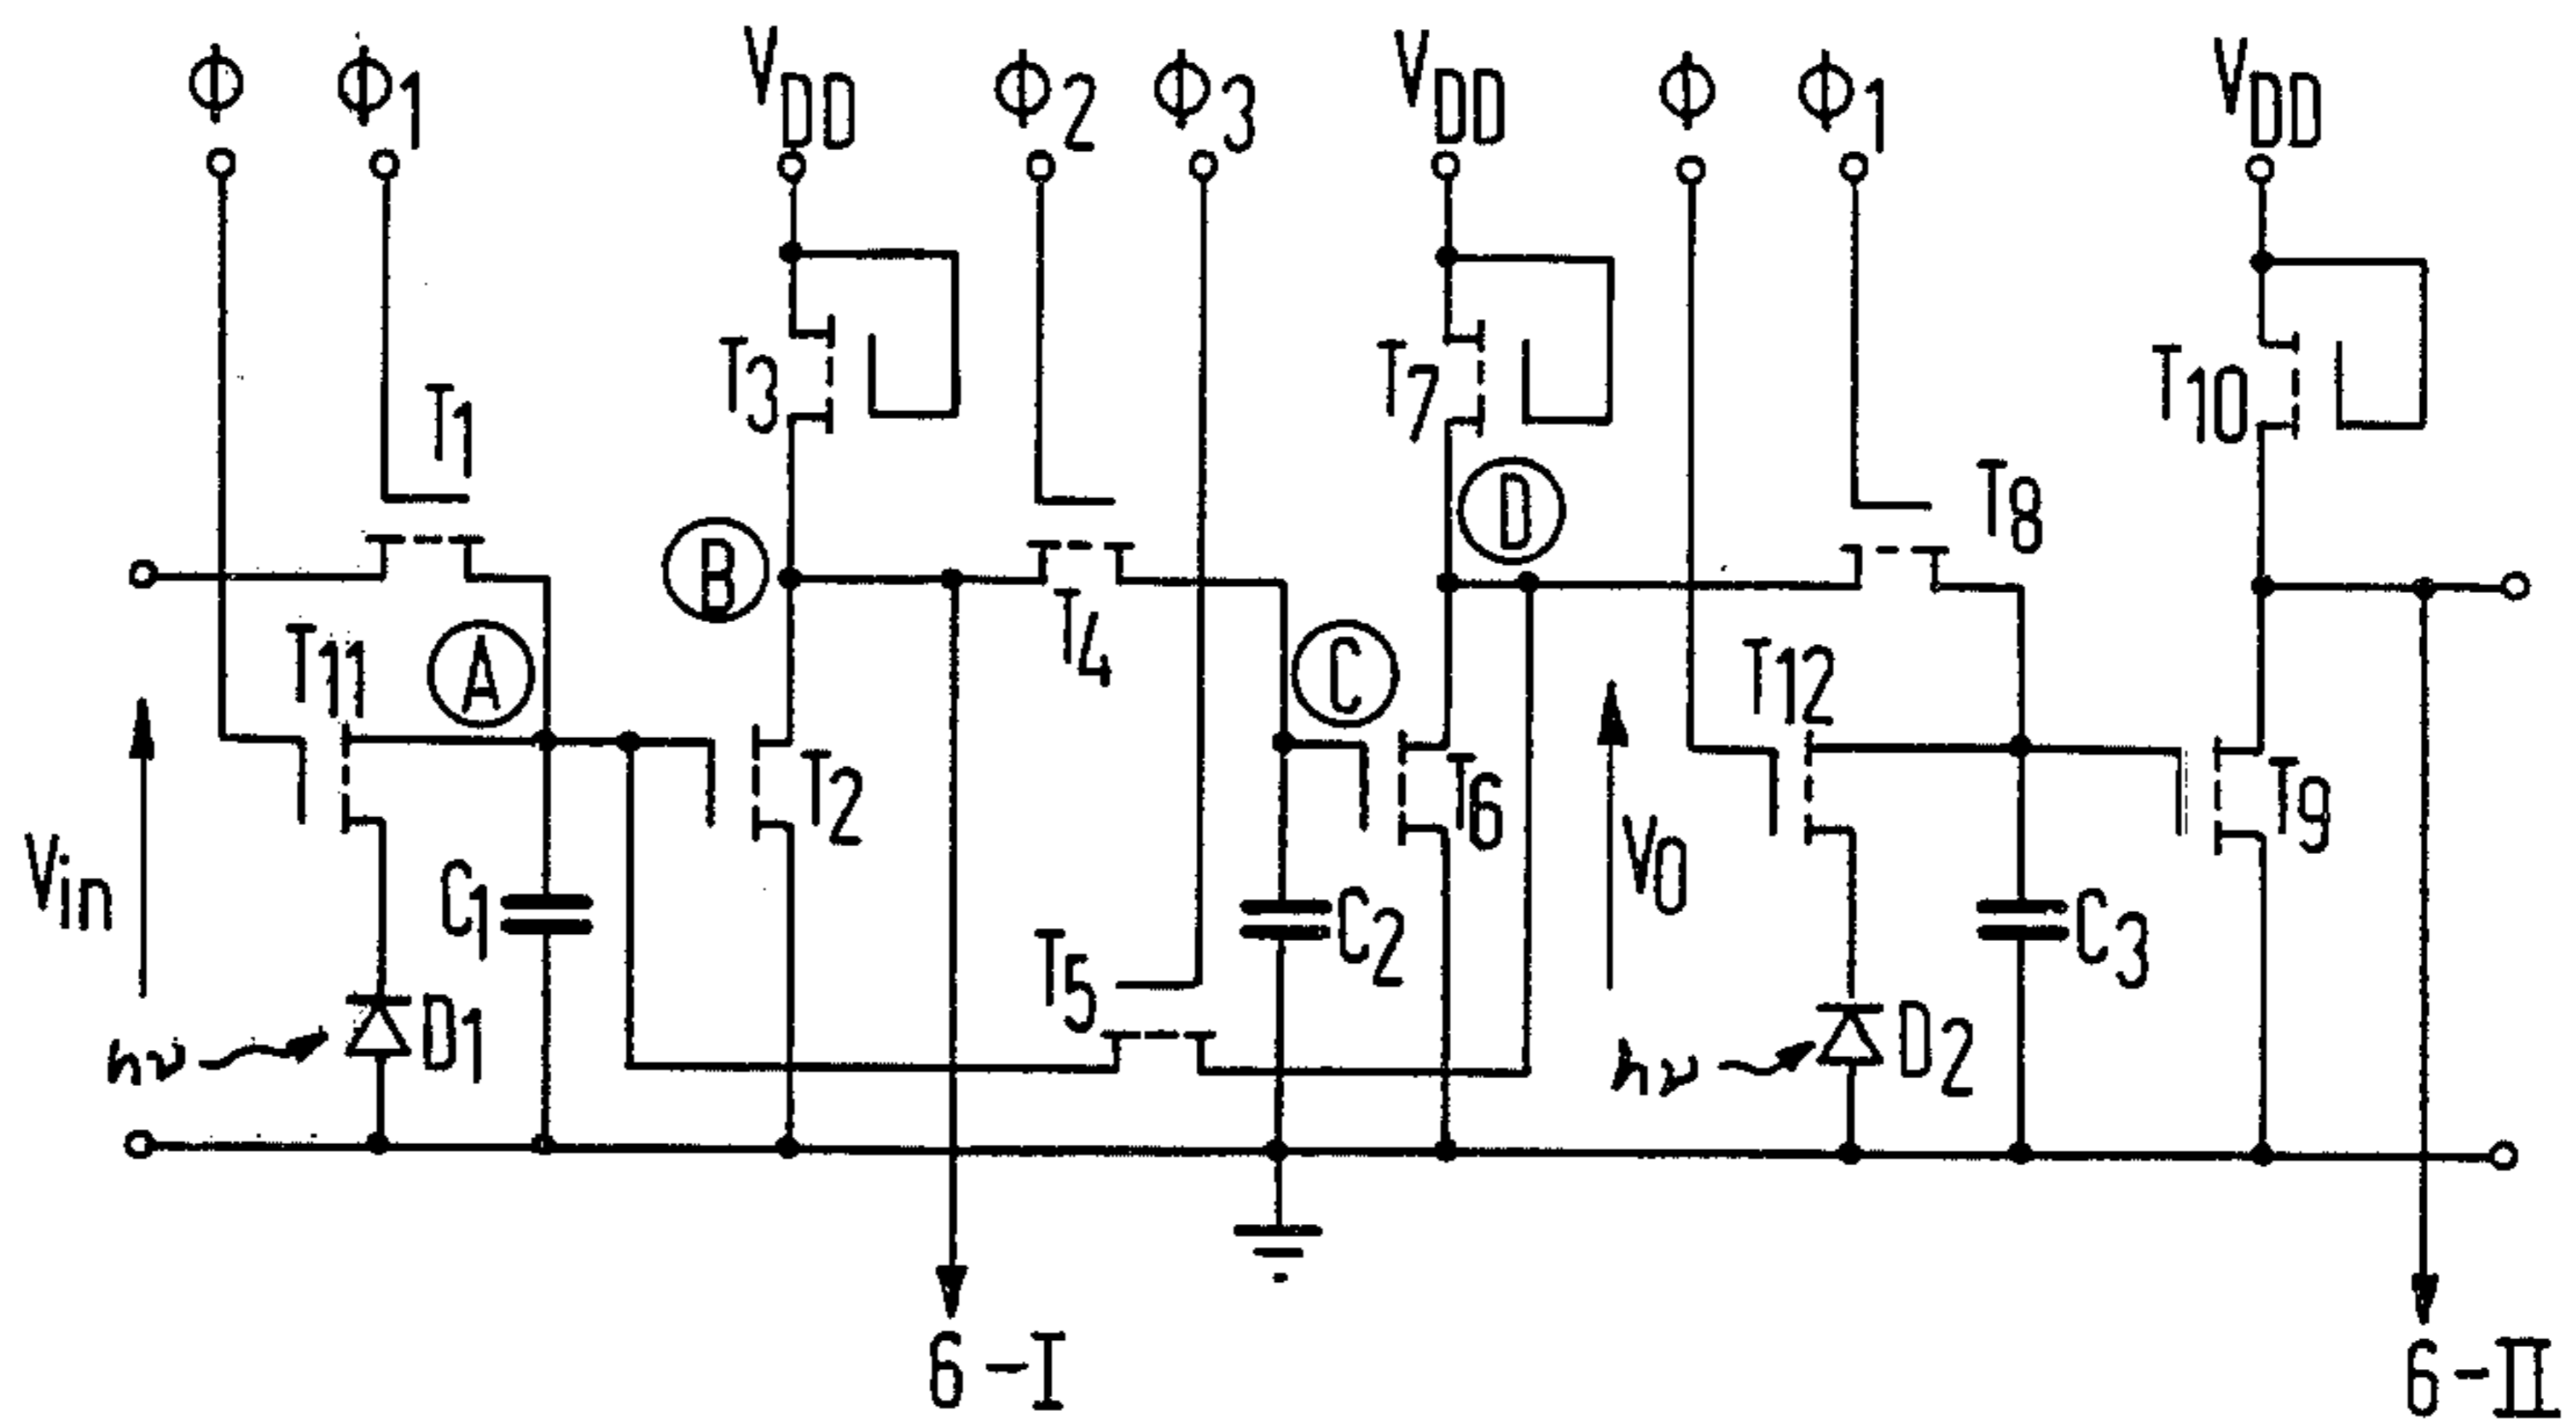 ϕ ϕ1 VDD ϕ2 ϕ3 VDD ϕ ϕ1 VDD
T3 T7 T10
T1 T8
B D
T11 A T4 C T12
T2 T6 T9
Vin C1 C2 VO C3
T5
hν D1 hν D2
6-I 6-II